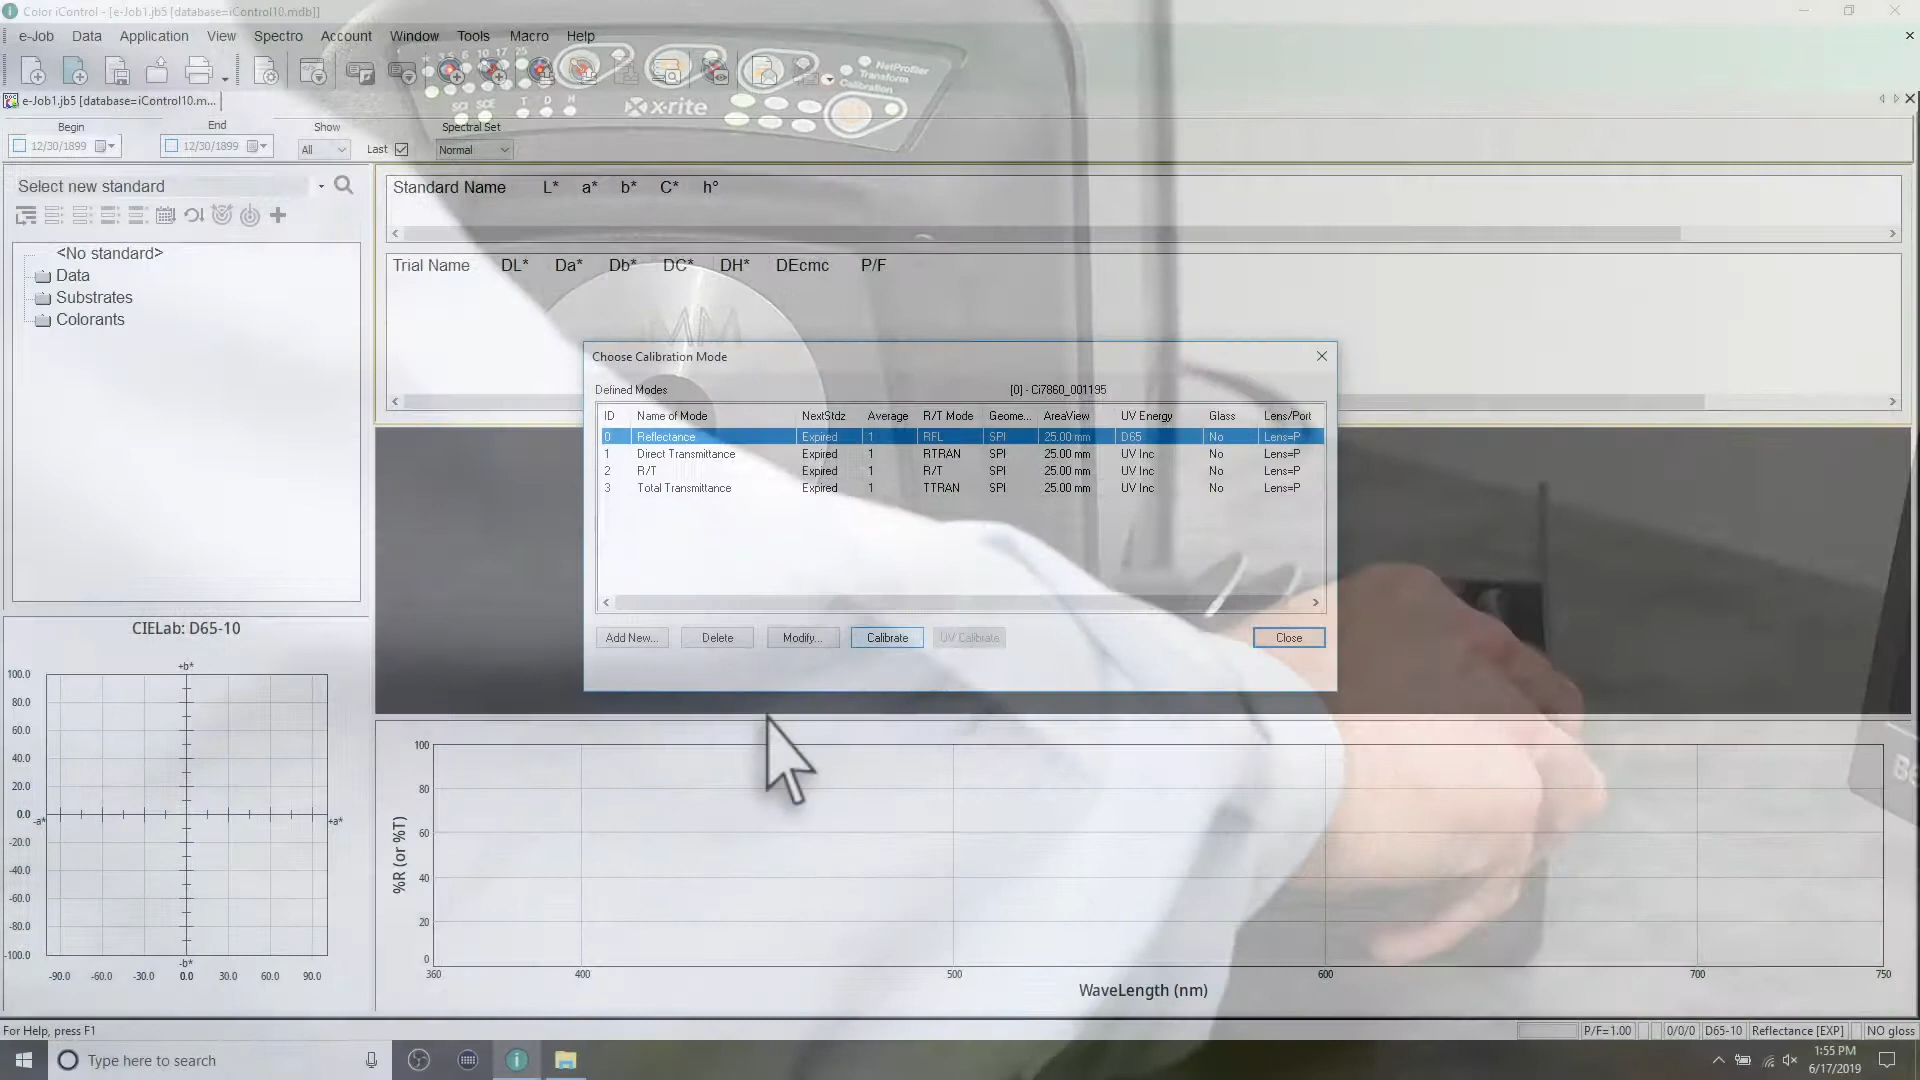 Color iControl - [e-Job1.jb5 [database=iControl10.mdb]]
e-Job Data Application View Spectro Account Window Tools Macro Help
e-Job1.jb5 [database=iControl10.m...
NetProfiler
Transform
Calibration
3,5 6 10 17 25
SCI SCE T D H
x-rite
Begin End Show Spectral Set
12/30/1899 12/30/1899 All Last Normal
Select new standard
<No standard>
Data
Substrates
Colorants
Standard Name L* a* b* C* h°
Trial Name DL* Da* Db* DC* DH* DEcmc P/F
Choose Calibration Mode
Defined Modes [0] - Ci7860_001195
ID Name of Mode NextStdz Average R/T Mode Geome... AreaView UV Energy Glass Lens/Port
0 Reflectance Expired 1 RFL SPI 25.00 mm D65 No Lens=P
1 Direct Transmittance Expired 1 RTRAN SPI 25.00 mm UV Inc No Lens=P
2 R/T Expired 1 R/T SPI 25.00 mm UV Inc No Lens=P
3 Total Transmittance Expired 1 TTRAN SPI 25.00 mm UV Inc No Lens=P
Add New... Delete Modify... Calibrate UV Calibrate Close
CIELab: D65-10
+b*
100.0
80.0
60.0
40.0
20.0
0.0
-a* +a*
-20.0
-40.0
-60.0
-80.0
-100.0
-b*
-90.0 -60.0 -30.0 0.0 30.0 60.0 90.0
%R (or %T)
100
80
60
40
20
0
360 400 500 600 700 750
WaveLength (nm)
For Help, press F1
P/F=1.00 0/0/0 D65-10 Reflectance [EXP] NO gloss
Type here to search
1:55 PM
6/17/2019